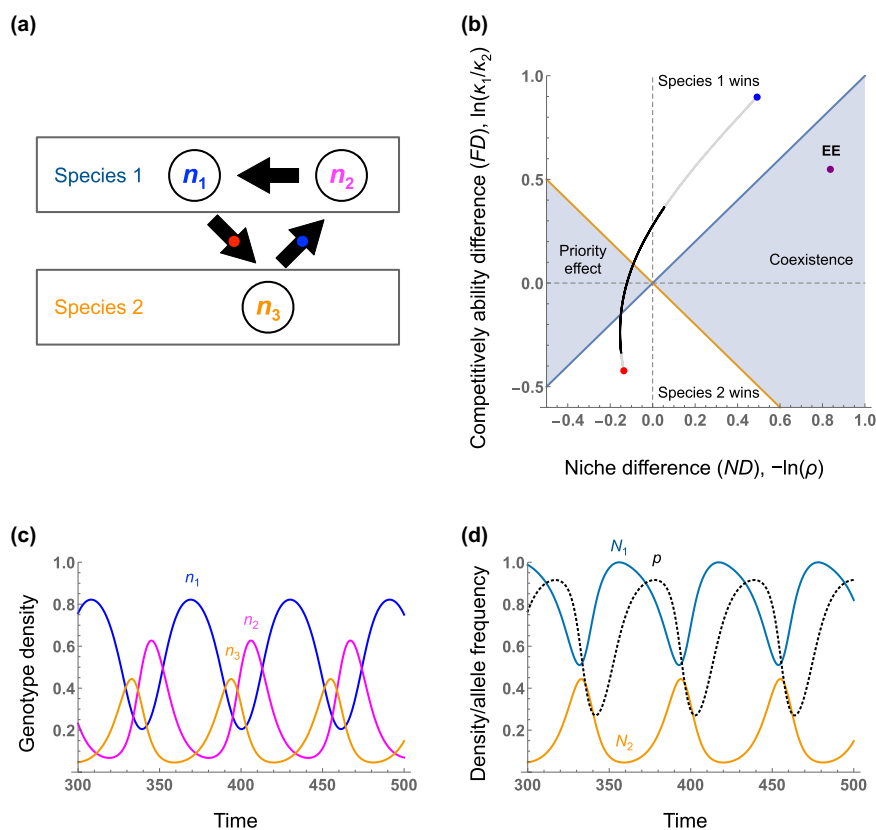 (a)
Species 1
n1
n2
Species 2
n3
(b)
Competitively ability difference (FD), ln(κ1/κ2)
1.0
0.5
0.0
−0.5
−0.4
−0.2
0.0
0.2
0.4
0.6
0.8
1.0
Species 1 wins
EE
Priority
effect
Coexistence
Species 2 wins
Niche difference (ND), −ln(ρ)
(c)
Genotype density
1.0
0.8
0.6
0.4
0.2
300
350
400
450
500
n1
n2
n3
Time
(d)
Density/allele frequency
1.0
0.8
0.6
0.4
0.2
300
350
400
450
500
N1
p
N2
Time